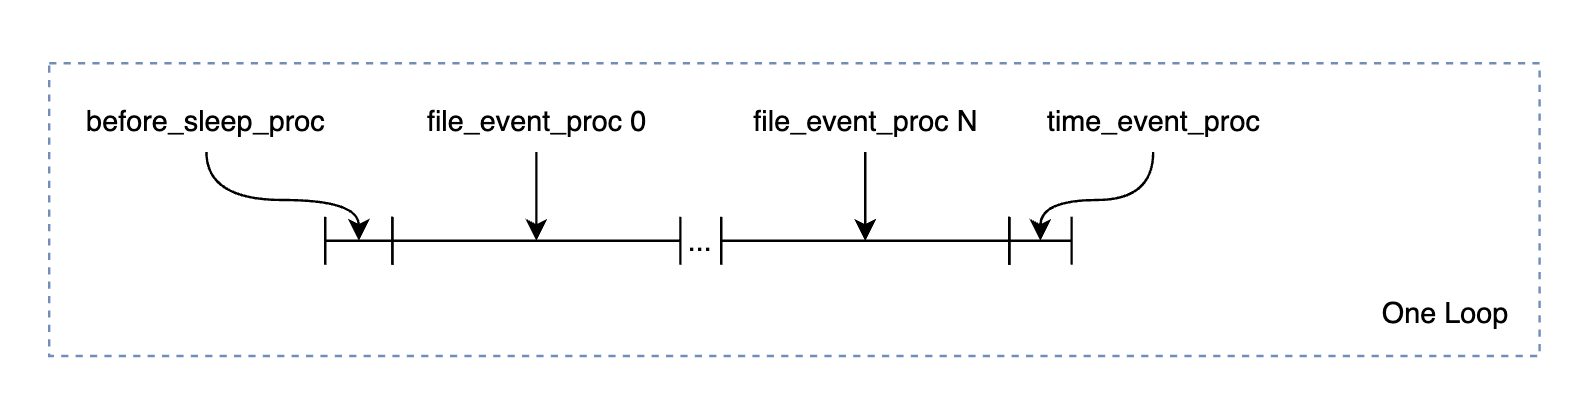 before_sleep_proc
file_event_proc 0
file_event_proc N
time_event_proc
...
One Loop